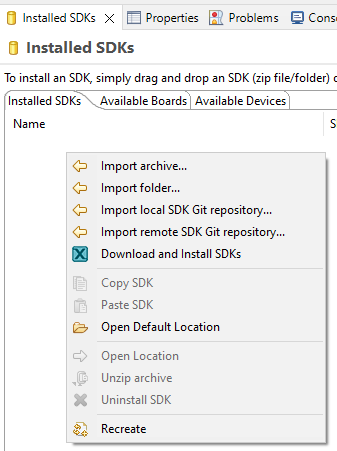 Installed SDKs
Properties
Problems
Installed SDKs
To install an SDK, simply drag and drop an SDK (zip file/folder)
Installed SDKs
Available Boards
Available Devices
Name
Import archive...
Import folder...
Import local SDK Git repository...
Import remote SDK Git repository...
Download and Install SDKs
Copy SDK
Paste SDK
Open Default Location
Open Location
Unzip archive
Uninstall SDK
Recreate